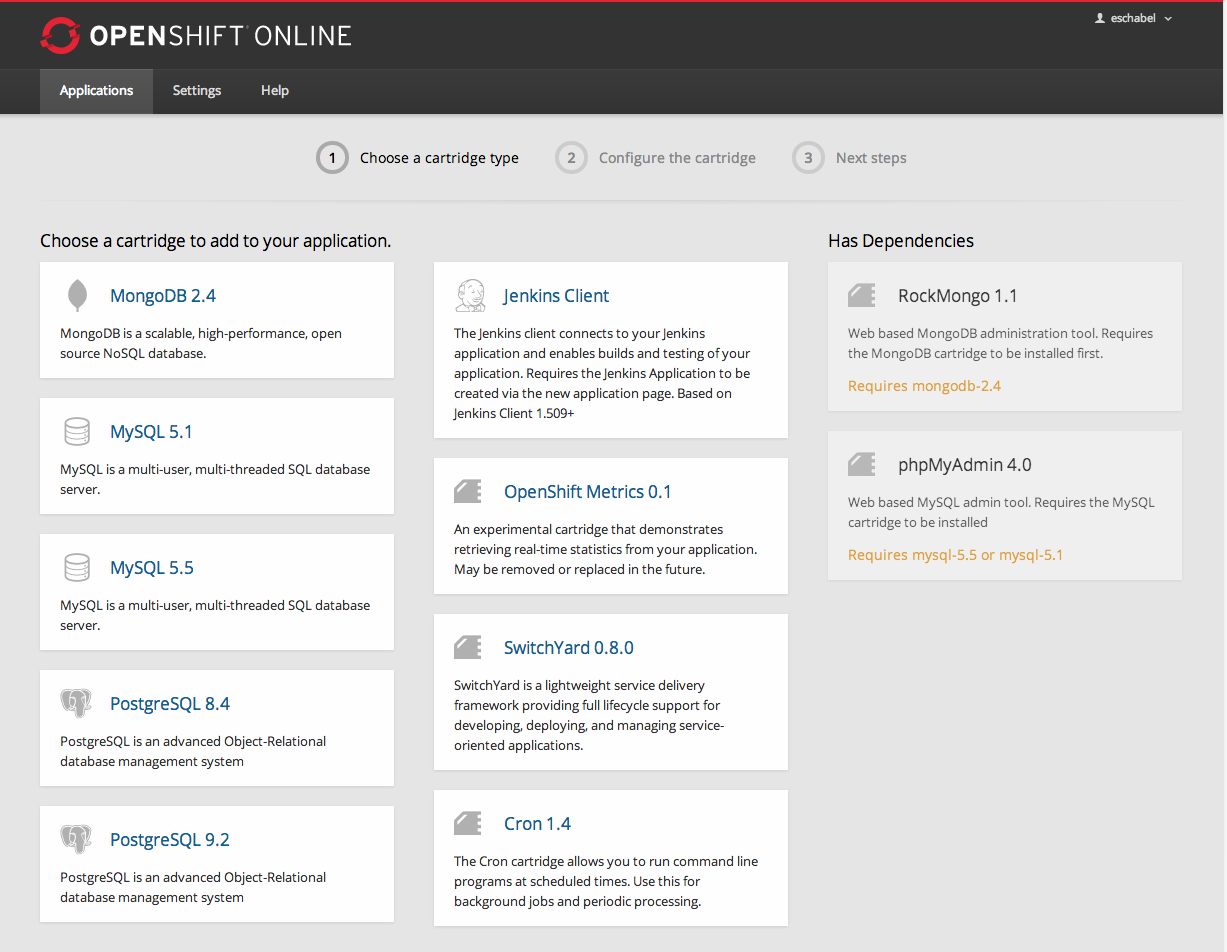 OPENSHIFT ONLINE
eschabel
Applications Settings Help
1 Choose a cartridge type 2 Configure the cartridge 3 Next steps
Choose a cartridge to add to your application.
MongoDB 2.4
MongoDB is a scalable, high-performance, open
source NoSQL database.
MySQL 5.1
MySQL is a multi-user, multi-threaded SQL database
server.
MySQL 5.5
MySQL is a multi-user, multi-threaded SQL database
server.
PostgreSQL 8.4
PostgreSQL is an advanced Object-Relational
database management system
PostgreSQL 9.2
PostgreSQL is an advanced Object-Relational
database management system
Jenkins Client
The Jenkins client connects to your Jenkins
application and enables builds and testing of your
application. Requires the Jenkins Application to be
created via the new application page. Based on
Jenkins Client 1.509+
OpenShift Metrics 0.1
An experimental cartridge that demonstrates
retrieving real-time statistics from your application.
May be removed or replaced in the future.
SwitchYard 0.8.0
SwitchYard is a lightweight service delivery
framework providing full lifecycle support for
developing, deploying, and managing service-
oriented applications.
Cron 1.4
The Cron cartridge allows you to run command line
programs at scheduled times. Use this for
background jobs and periodic processing.
Has Dependencies
RockMongo 1.1
Web based MongoDB administration tool. Requires
the MongoDB cartridge to be installed first.
Requires mongodb-2.4
phpMyAdmin 4.0
Web based MySQL admin tool. Requires the MySQL
cartridge to be installed
Requires mysql-5.5 or mysql-5.1